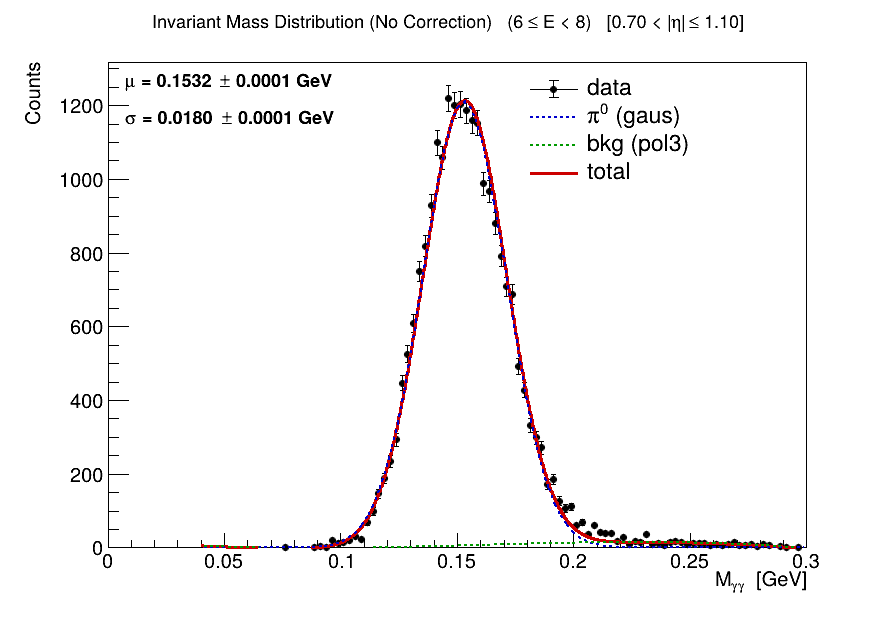 Invariant Mass Distribution (No Correction) (6 ≤ E < 8) [0.70 < |η| ≤ 1.10]
Counts
μ = 0.1532 ± 0.0001 GeV
σ = 0.0180 ± 0.0001 GeV
data
π⁰ (gaus)
bkg (pol3)
total
1200
1000
800
600
400
200
0
0 0.05 0.1 0.15 0.2 0.25 0.3
Mγγ [GeV]